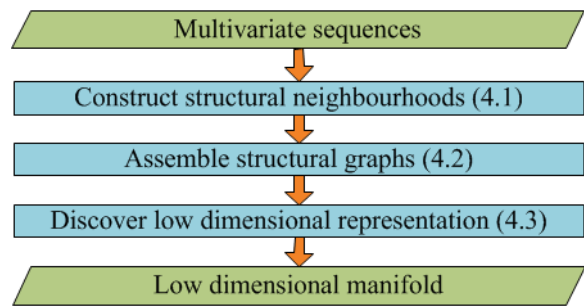 Multivariate sequences
Construct structural neighbourhoods (4.1)
Assemble structural graphs (4.2)
Discover low dimensional representation (4.3)
Low dimensional manifold